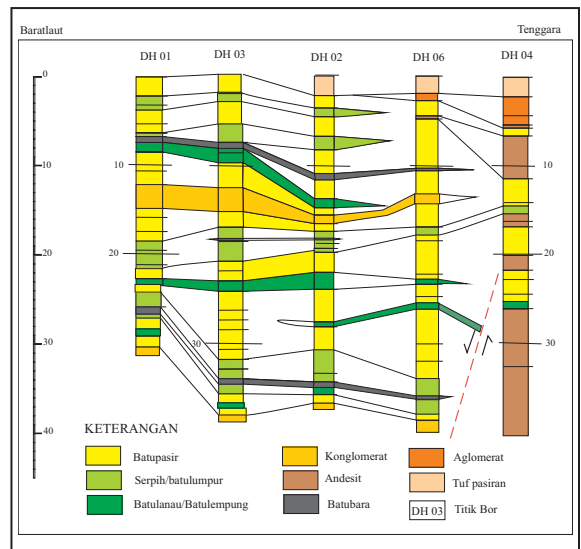 Baratlaut Tenggara
DH 01 DH 03 DH 02 DH 06 DH 04
0
10 10 10 10
20 20 20
30 30 30
40
KETERANGAN
Batupasir Konglomerat Aglomerat
Serpih/batulumpur Andesit Tuf pasiran
Batulanau/Batulempung Batubara DH 03 Titik Bor